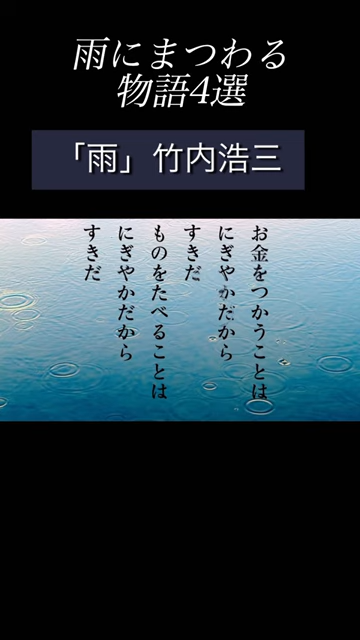 雨にまつわる
物語4選
「雨」竹内浩三
お金をつかうことは
にぎやかだから
すきだ
ものをたべることは
にぎやかだから
すきだ